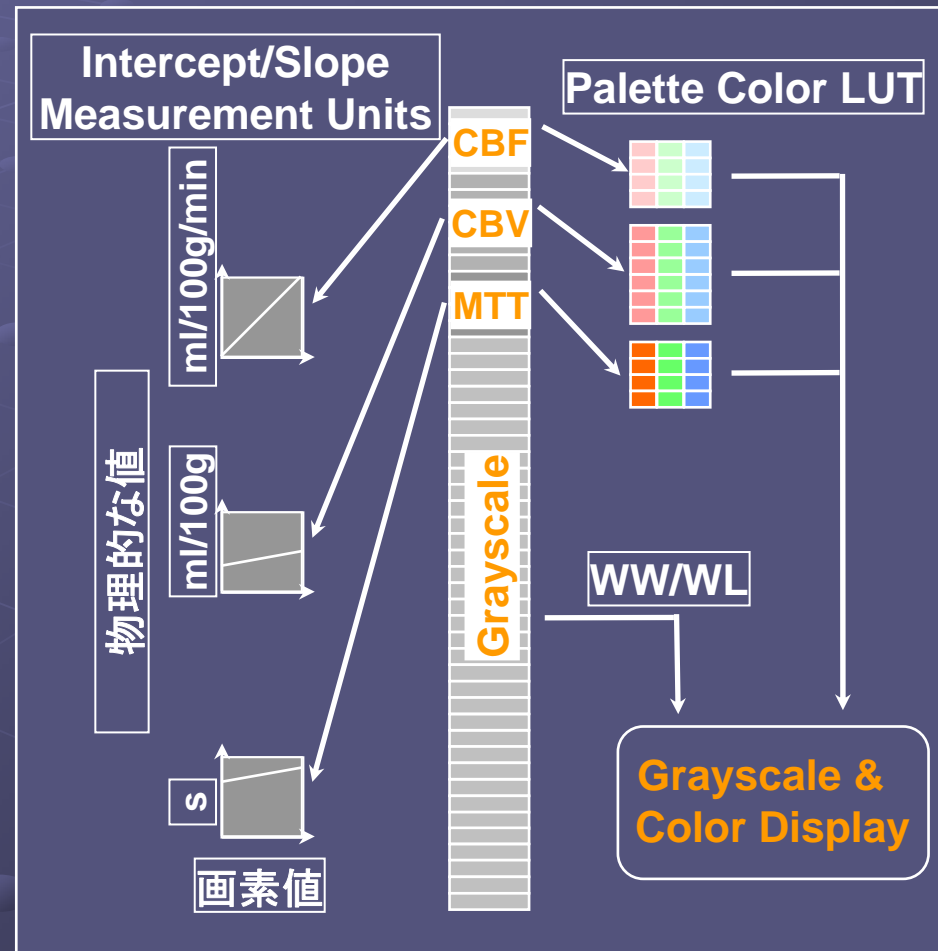 Intercept/Slope
Measurement Units
Palette Color LUT
CBF
CBV
MTT
ml/100g/min
ml/100g
s
物理的な値
画素値
Grayscale
WW/WL
Grayscale &
Color Display